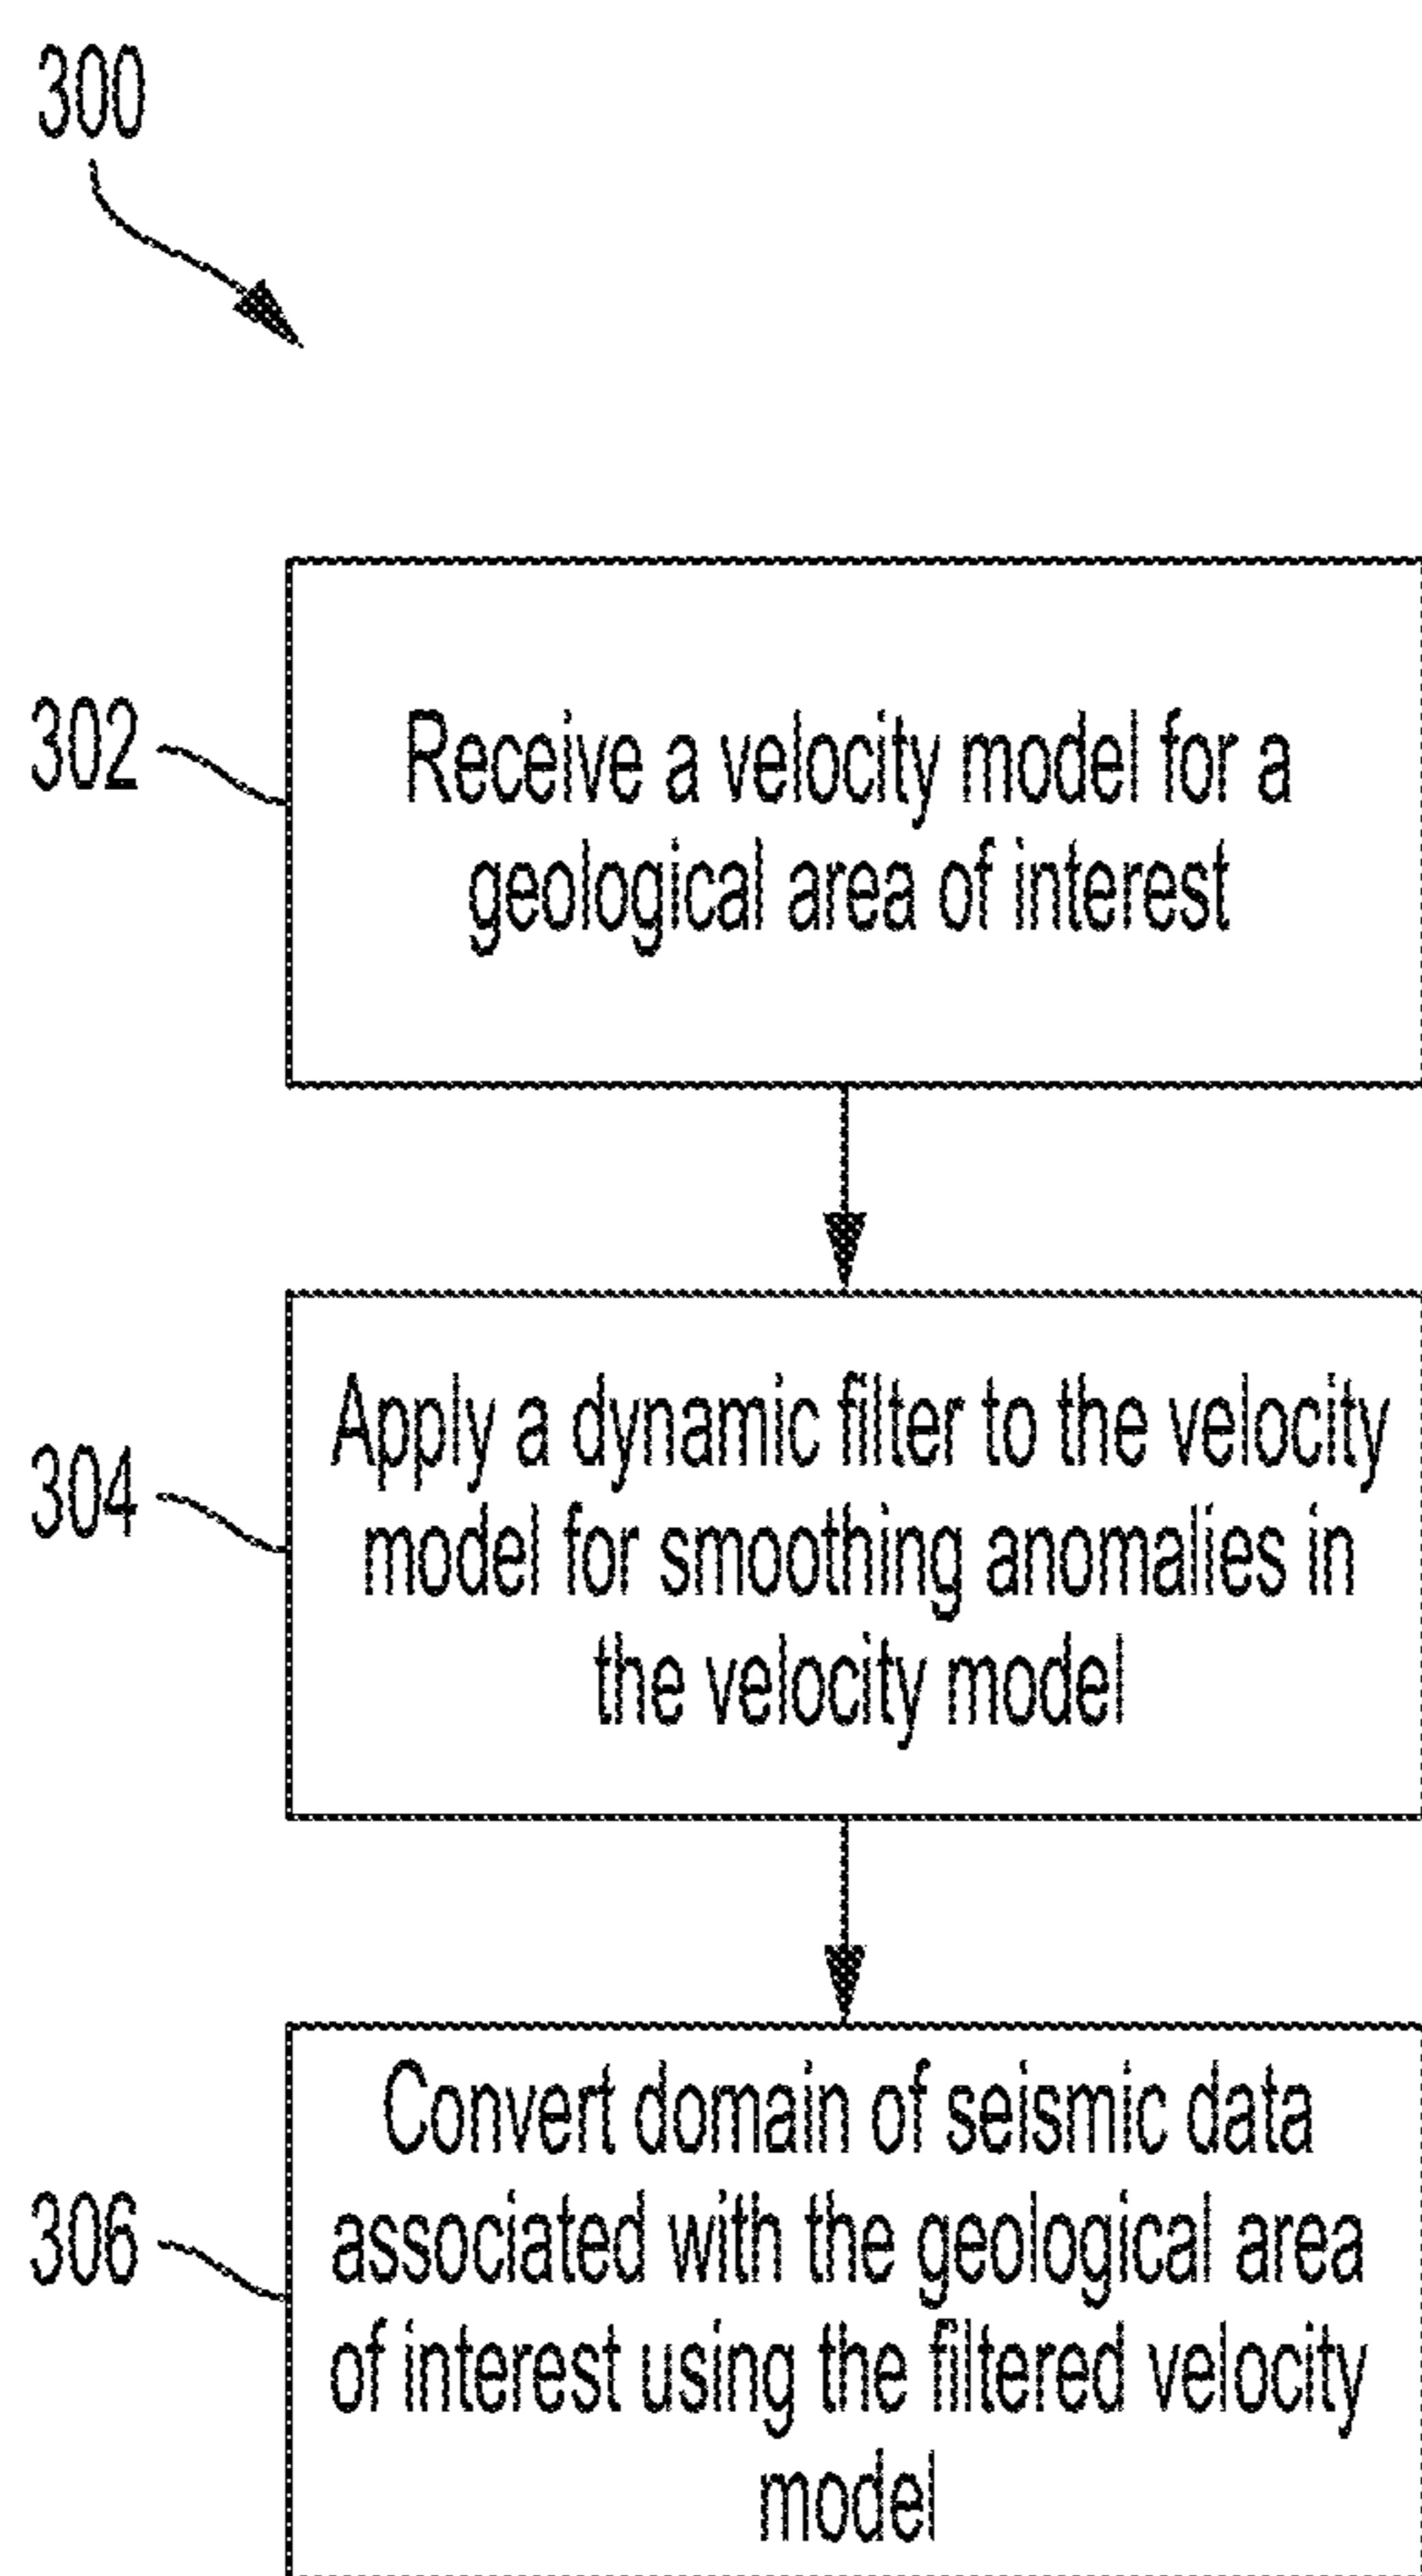 300
302
Receive a velocity model for a
geological area of interest
304
Apply a dynamic filter to the velocity
model for smoothing anomalies in
the velocity model
306
Convert domain of seismic data
associated with the geological area
of interest using the filtered velocity
model